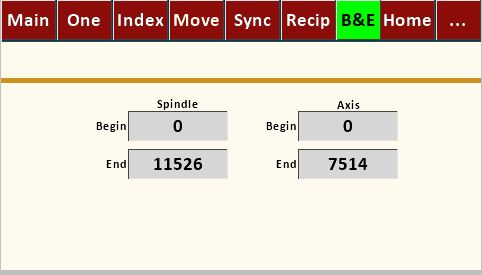 Main One Index Move Sync Recip B&E Home ...
Spindle Axis
Begin 0 Begin 0
End 11526 End 7514